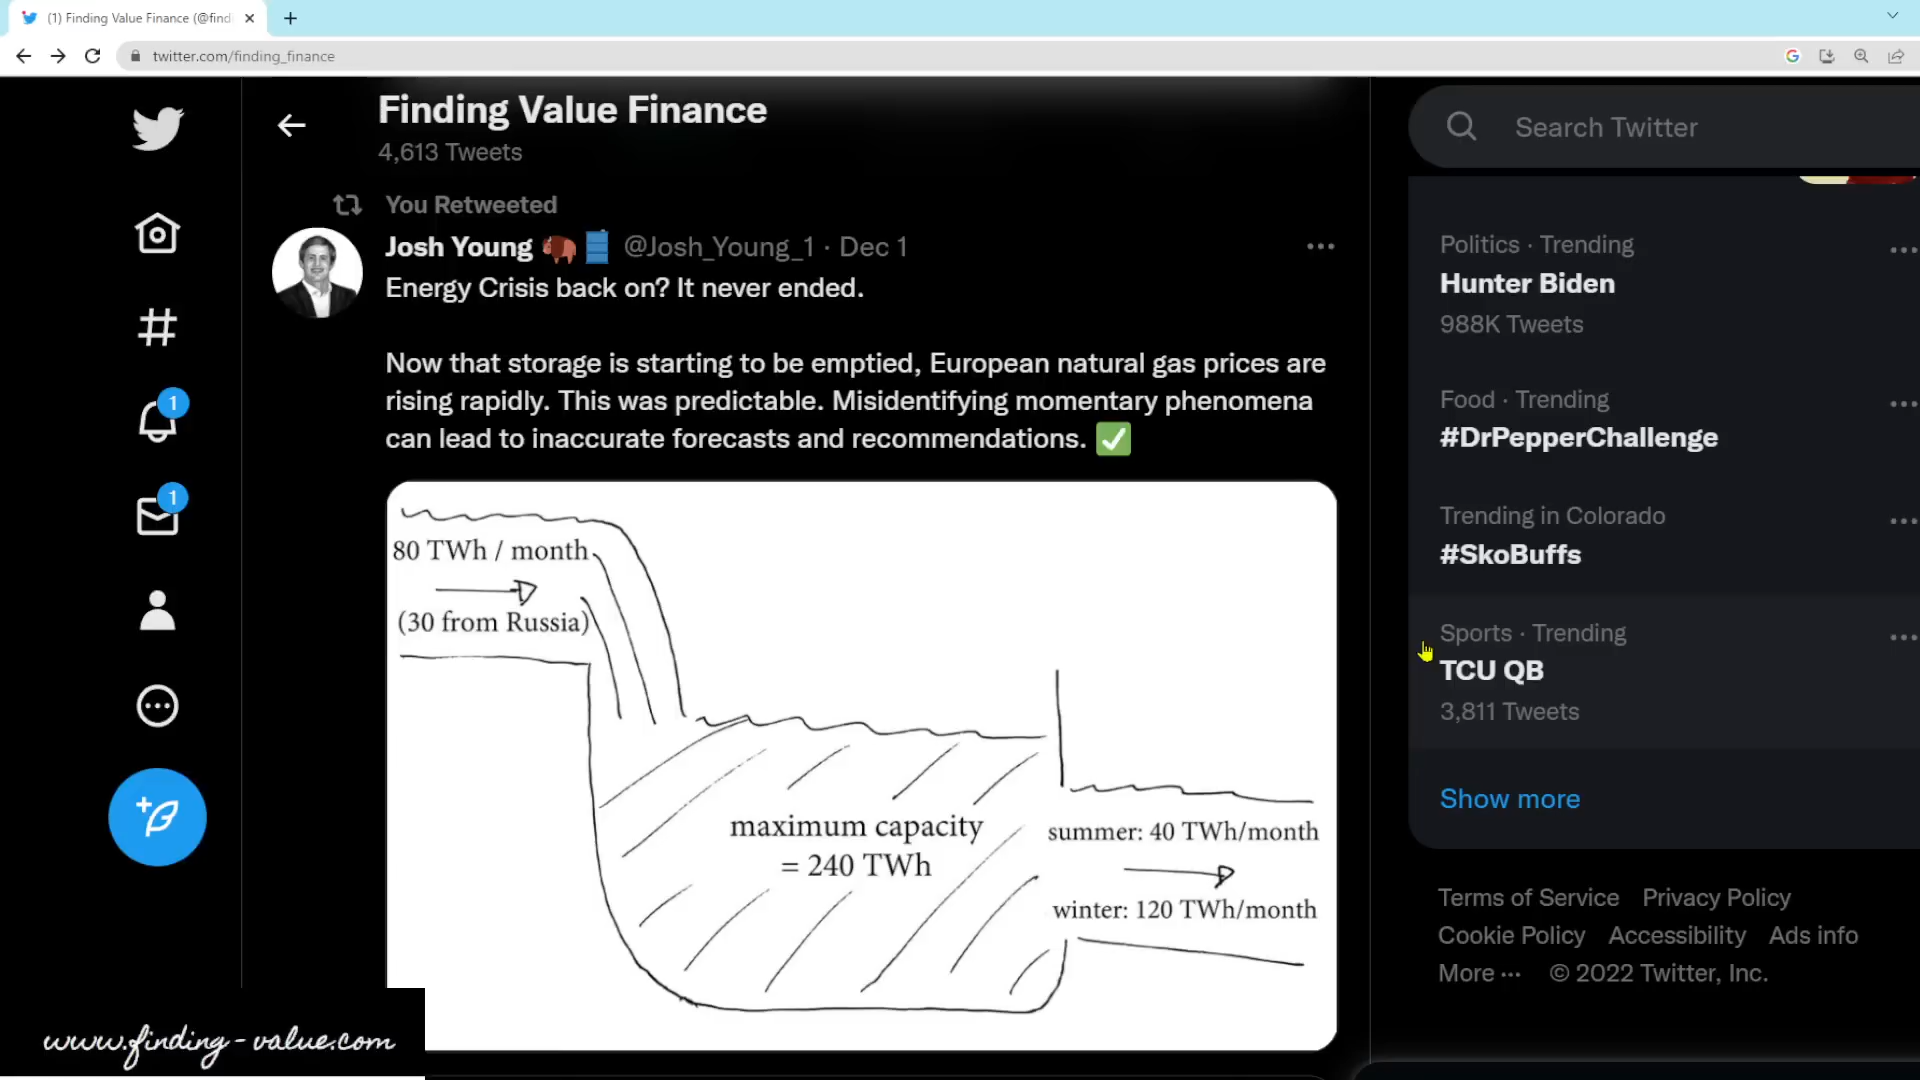 (1) Finding Value Finance (@find
twitter.com/finding_finance
Finding Value Finance
4,613 Tweets
You Retweeted
Josh Young @Josh_Young_1 · Dec 1
Energy Crisis back on? It never ended.
Now that storage is starting to be emptied, European natural gas prices are
rising rapidly. This was predictable. Misidentifying momentary phenomena
can lead to inaccurate forecasts and recommendations. ✅
80 TWh / month
(30 from Russia)
maximum capacity
= 240 TWh
summer: 40 TWh/month
winter: 120 TWh/month
1
1
Search Twitter
Politics · Trending
Hunter Biden
988K Tweets
Food · Trending
#DrPepperChallenge
Trending in Colorado
#SkoBuffs
Sports · Trending
TCU QB
3,811 Tweets
Show more
Terms of Service Privacy Policy
Cookie Policy Accessibility Ads info
More ··· © 2022 Twitter, Inc.
www.finding-value.com